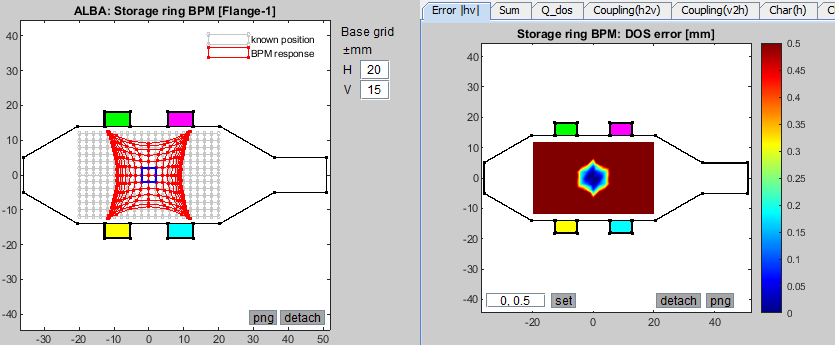 ALBA: Storage ring BPM [Flange-1]
known position
BPM response
40
30
20
10
0
-10
-20
-30
-40
-30 -20 -10 0 10 20 30 40 50
png detach
Base grid
±mm
H 20
V 15
Error |hv| Sum Q_dos Coupling(h2v) Coupling(v2h) Char(h)
Storage ring BPM: DOS error [mm]
40
30
20
10
0
-10
-20
-30
-40
-20 0 20 40
0, 0.5 set detach png
0.5
0.45
0.4
0.35
0.3
0.25
0.2
0.15
0.1
0.05
0